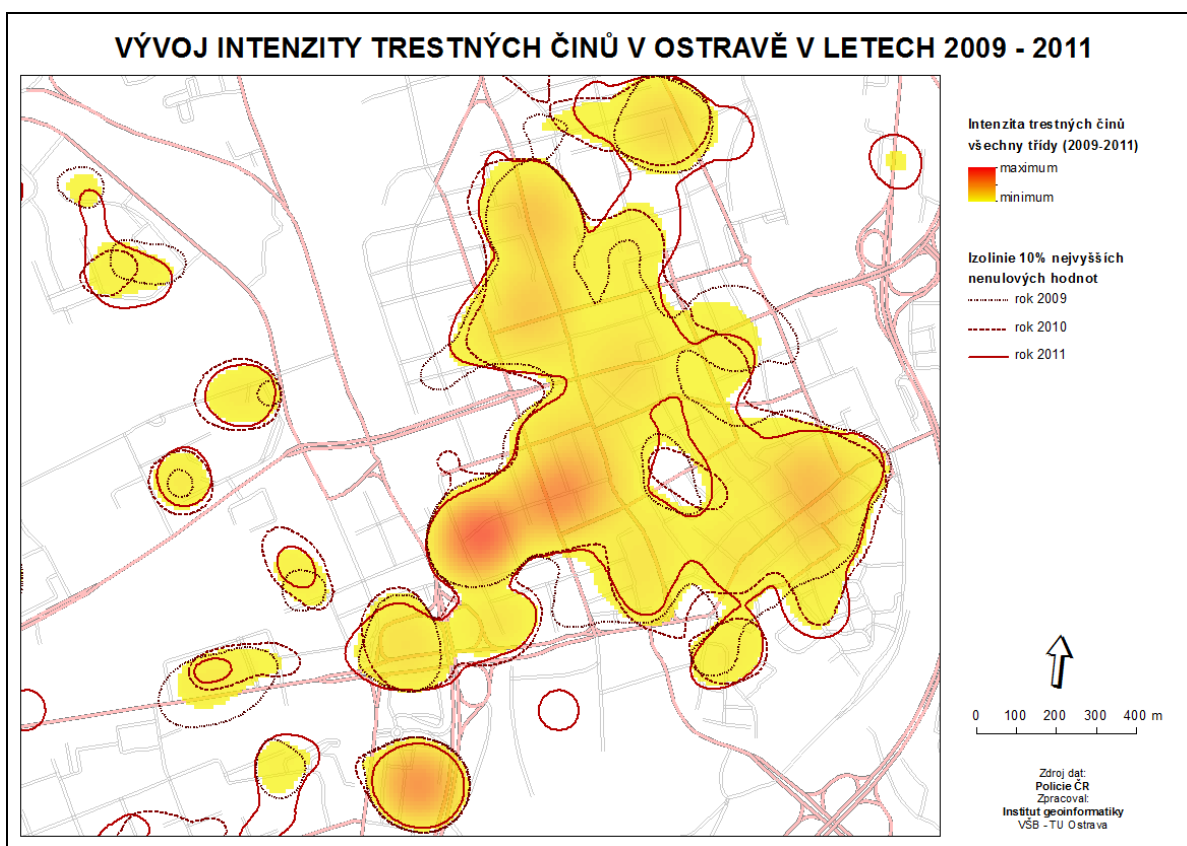 VÝVOJ INTENZITY TRESTNÝCH ČINŮ V OSTRAVĚ V LETECH 2009 - 2011
Intenzita trestných činů
všechny třídy (2009-2011)
maximum
minimum
Izolinie 10% nejvyšších
nenulových hodnot
rok 2009
rok 2010
rok 2011
0 100 200 300 400 m
Zdroj dat:
Policie ČR
Zpracoval:
Institut geoinformatiky
VŠB - TU Ostrava